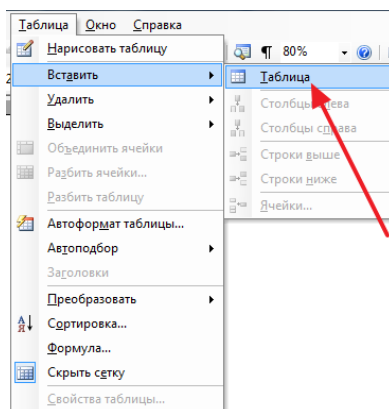 Таблица Окно Справка
Нарисовать таблицу
80%
Вставить
Таблица
Удалить
Столбцы слева
Выделить
Столбцы справа
Объединить ячейки
Строки выше
Разбить ячейки...
Строки ниже
Разбить таблицу
Ячейки...
Автоформат таблицы...
Автоподбор
Заголовки
Преобразовать
Сортировка...
Формула...
Скрыть сетку
Свойства таблицы...